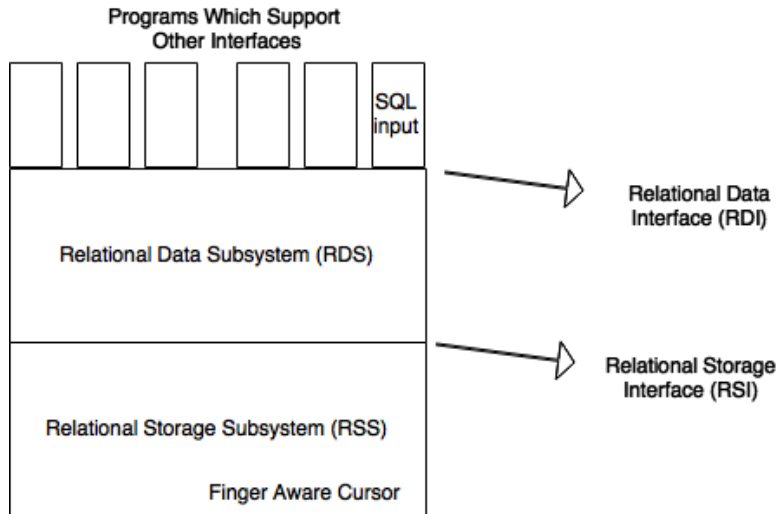 Programs Which Support
Other Interfaces
SQL
input
Relational Data
Interface (RDI)
Relational Data Subsystem (RDS)
Relational Storage
Interface (RSI)
Relational Storage Subsystem (RSS)
Finger Aware Cursor